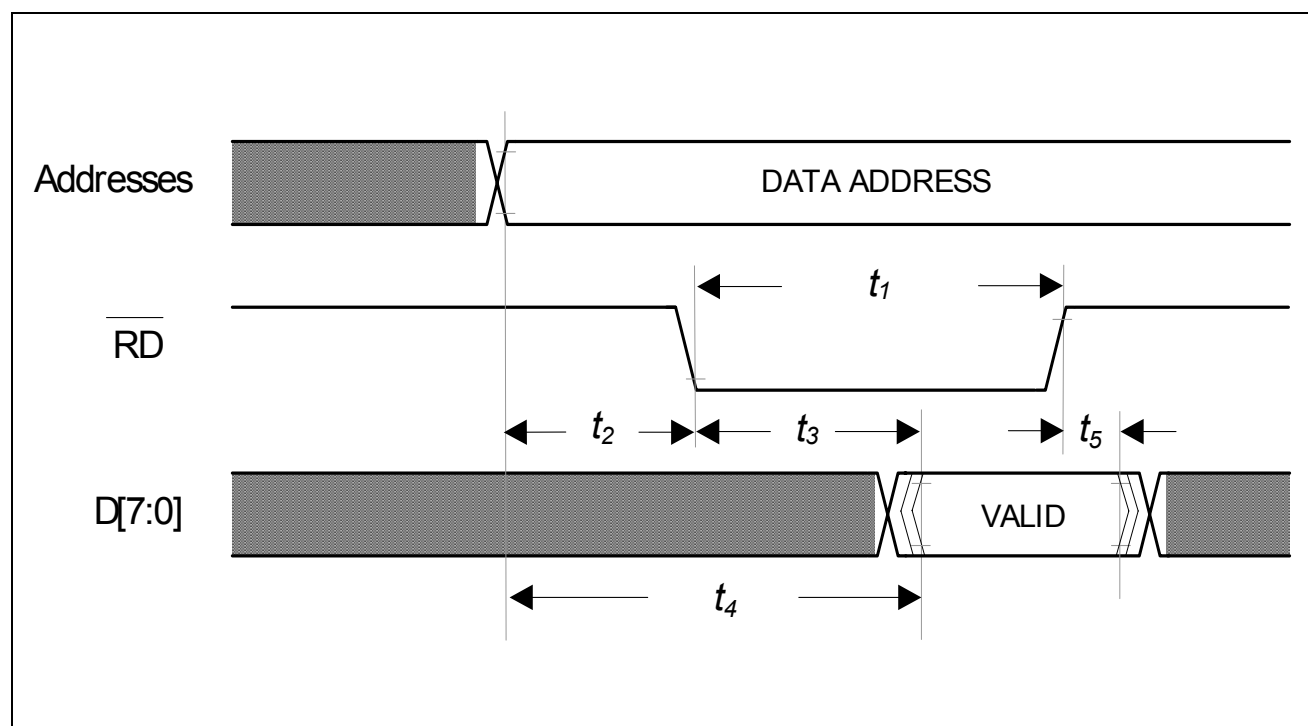 Addresses
DATA ADDRESS
t1
RD
t2
t3
t5
D[7:0]
VALID
t4